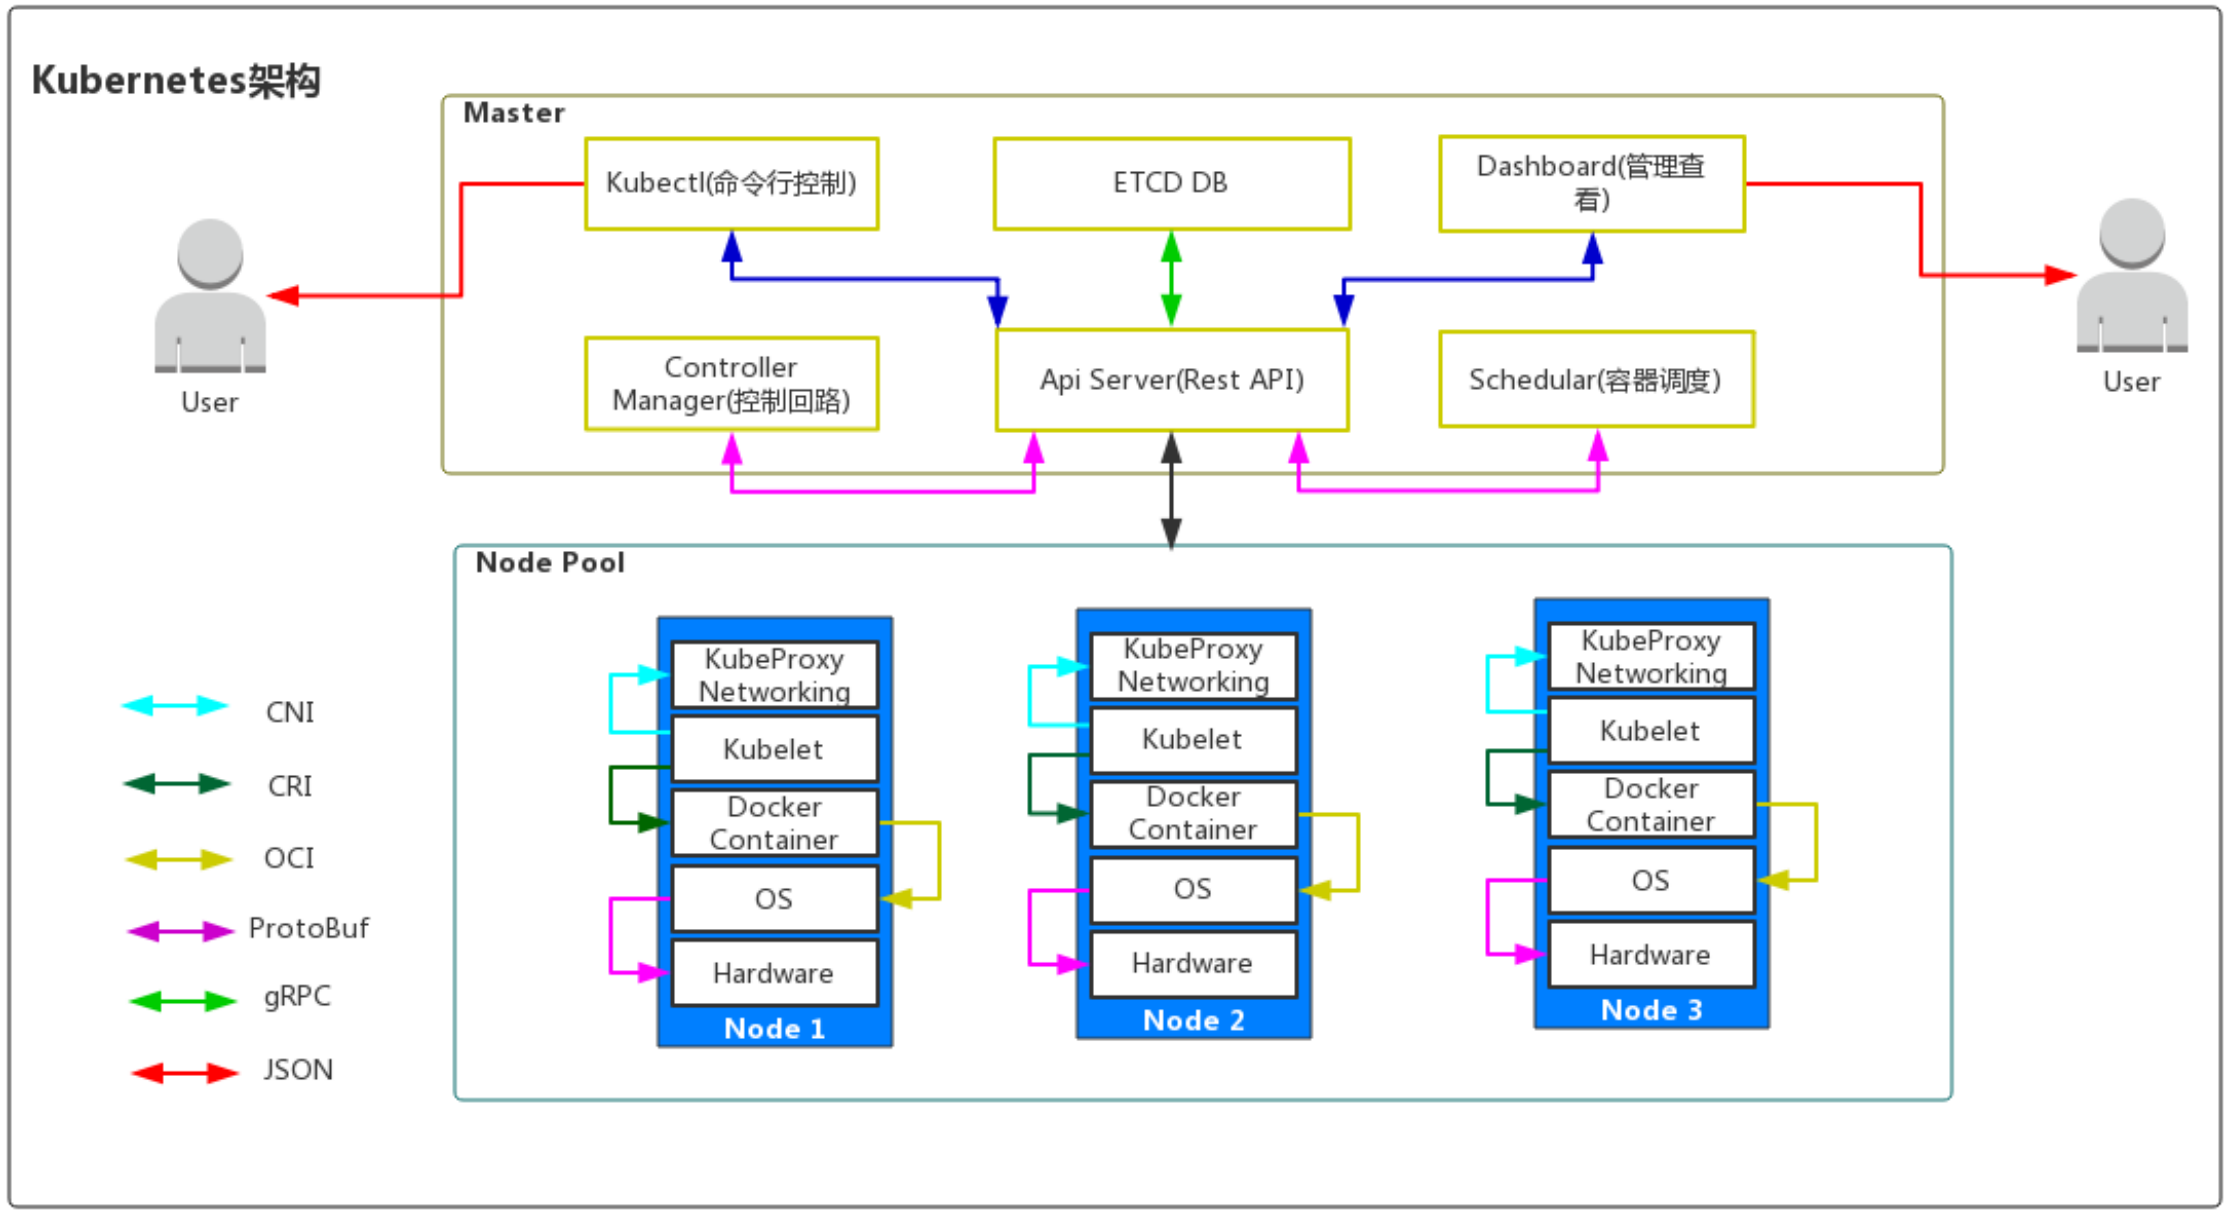 Kubernetes架构
Master
Kubectl(命令行控制)
ETCD DB
Dashboard(管理查
看)
Controller
Manager(控制回路)
Api Server(Rest API)
Schedular(容器调度)
User
User
Node Pool
KubeProxy
Networking
Kubelet
Docker
Container
OS
Hardware
Node 1
KubeProxy
Networking
Kubelet
Docker
Container
OS
Hardware
Node 2
KubeProxy
Networking
Kubelet
Docker
Container
OS
Hardware
Node 3
CNI
CRI
OCI
ProtoBuf
gRPC
JSON